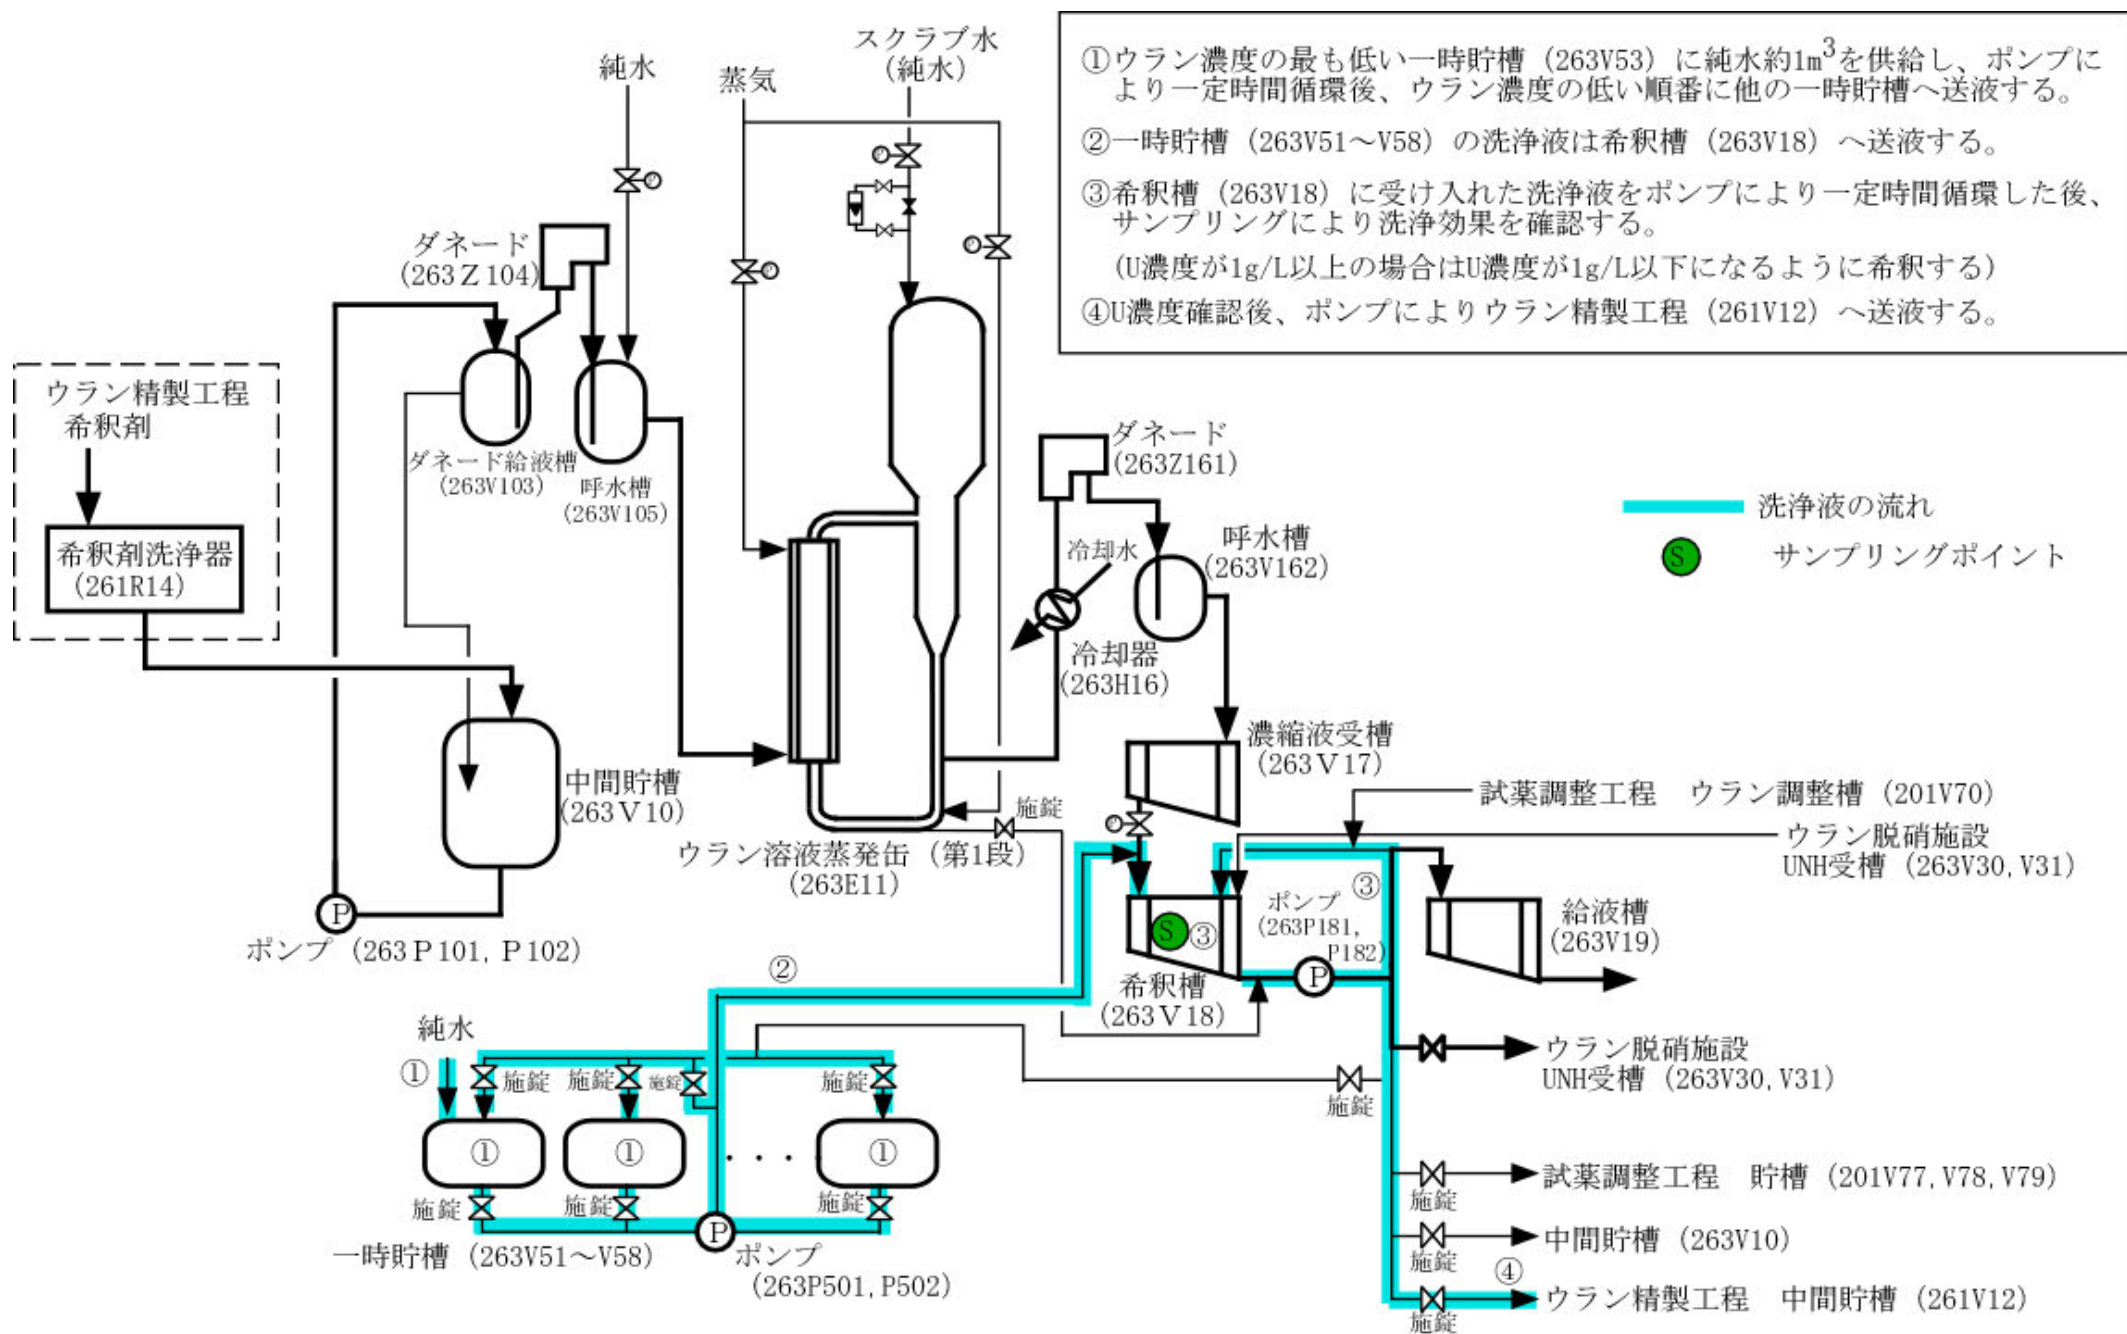 スクラブ水
(純水)
純水
蒸気
①ウラン濃度の最も低い一時貯槽（263V53）に純水約1m³を供給し、ポンプに
より一定時間循環後、ウラン濃度の低い順番に他の一時貯槽へ送液する。
②一時貯槽（263V51～V58）の洗浄液は希釈槽（263V18）へ送液する。
③希釈槽（263V18）に受け入れた洗浄液をポンプにより一定時間循環した後、
サンプリングにより洗浄効果を確認する。
（U濃度が1g/L以上の場合はU濃度が1g/L以下になるように希釈する）
④U濃度確認後、ポンプによりウラン精製工程（261V12）へ送液する。
P
P
P
P
ダネード
(263Z104)
ウラン精製工程
希釈剤
希釈剤洗浄器
(261R14)
ダネード給液槽
(263V103)
呼水槽
(263V105)
ダネード
(263Z161)
冷却水
呼水槽
(263V162)
冷却器
(263H16)
洗浄液の流れ
S
サンプリングポイント
中間貯槽
(263V10)
P
ポンプ（263P101, P102）
ウラン溶液蒸発缶（第1段）
(263E11)
施錠
濃縮液受槽
(263V17)
P
試薬調整工程　ウラン調整槽（201V70）
ウラン脱硝施設
UNH受槽（263V30, V31）
③
ポンプ
(263P181,
P182)
P
S
③
希釈槽
(263V18)
給液槽
(263V19)
②
純水
①
施錠
施錠
施錠
施錠
①
①
・・・・
①
施錠
施錠
施錠
P
一時貯槽（263V51～V58）
ポンプ
(263P501, P502)
施錠
ウラン脱硝施設
UNH受槽（263V30, V31）
施錠
試薬調整工程　貯槽（201V77, V78, V79）
施錠
中間貯槽（263V10）
④
施錠
ウラン精製工程　中間貯槽（261V12）